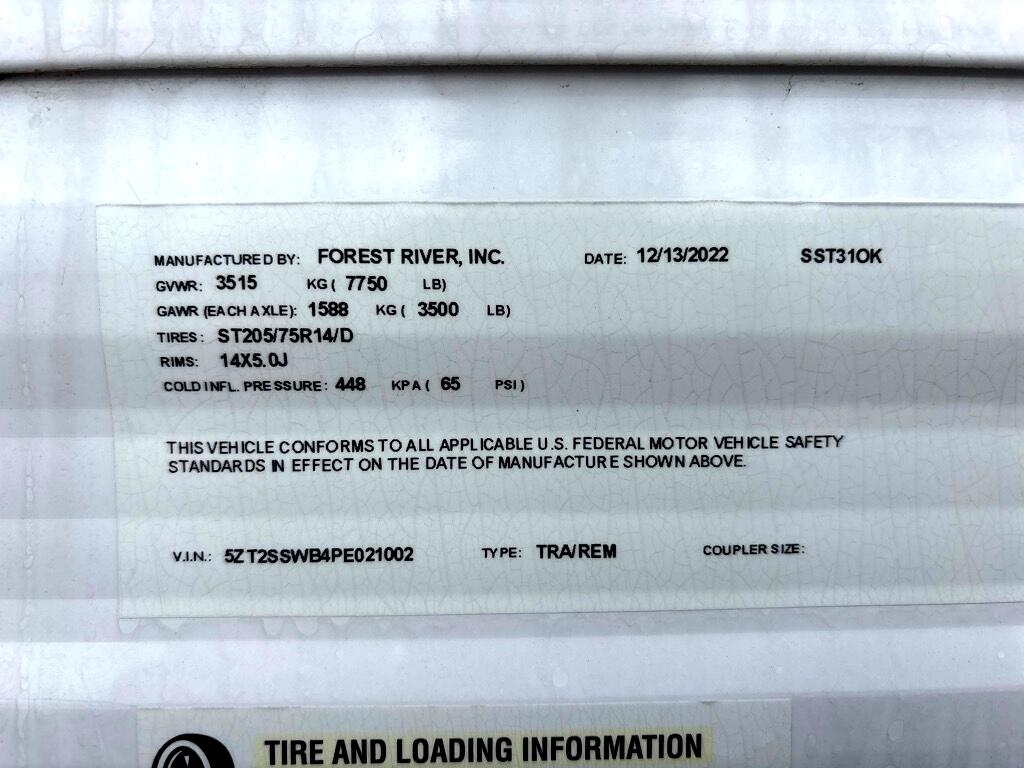 MANUFACTURED BY: FOREST RIVER, INC. DATE: 12/13/2022 SST31OK
GVWR: 3515 KG ( 7750 LB)
GAWR (EACH AXLE): 1588 KG ( 3500 LB)
TIRES: ST205/75R14/D
RIMS: 14X5.0J
COLD INFL. PRESSURE: 448 KPA ( 65 PSI )
THIS VEHICLE CONFORMS TO ALL APPLICABLE U.S. FEDERAL MOTOR VEHICLE SAFETY
STANDARDS IN EFFECT ON THE DATE OF MANUFACTURE SHOWN ABOVE.
V.I.N.: 5ZT2SSWB4PE021002 TYPE: TRA/REM COUPLER SIZE:
TIRE AND LOADING INFORMATION